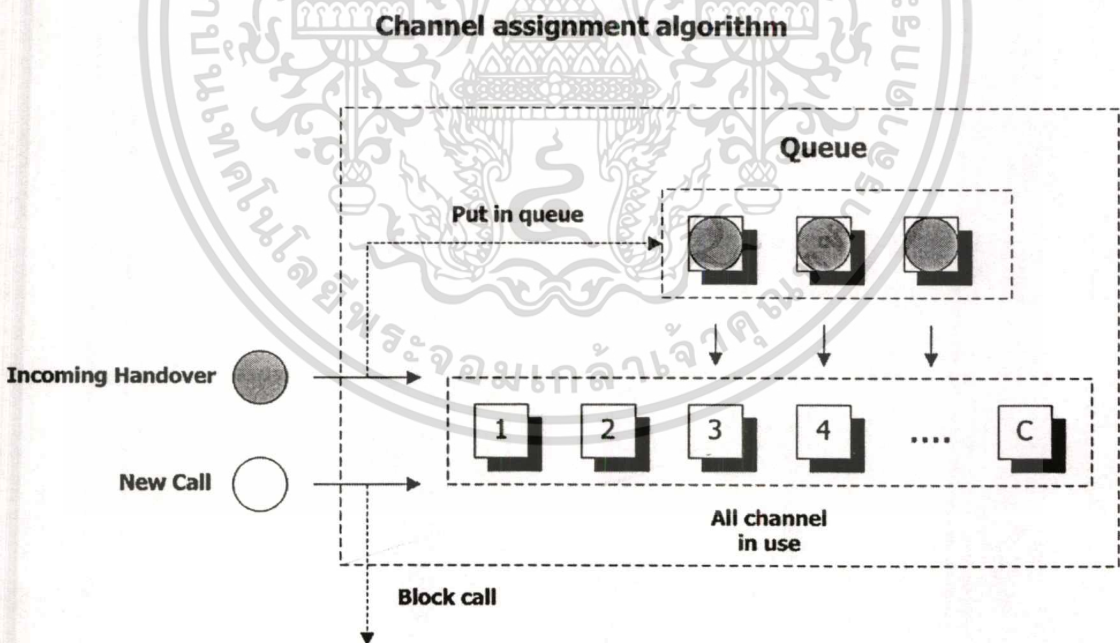 Channel assignment algorithm
Queue
Put in queue
Incoming Handover
1 2 3 4 .... C
New Call
All channel
in use
Block call